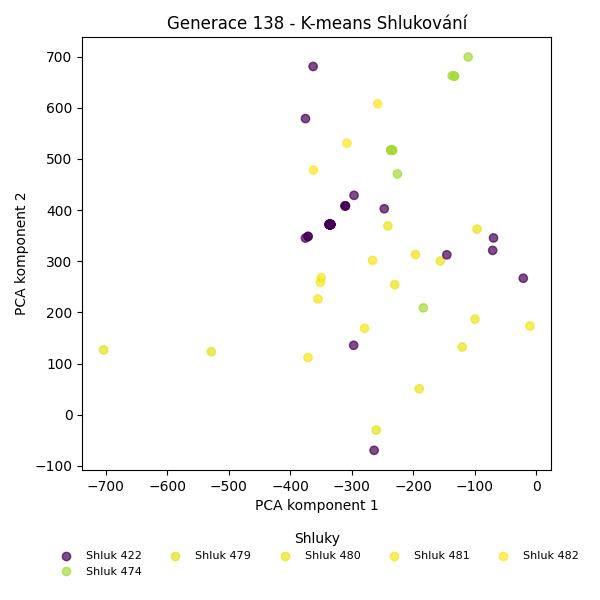 Generace 138 - K-means Shlukování
PCA komponent 2
700
600
500
400
300
200
100
0
−100
−700 −600 −500 −400 −300 −200 −100 0
PCA komponent 1
Shluky
Shluk 422 Shluk 479 Shluk 480 Shluk 481 Shluk 482
Shluk 474